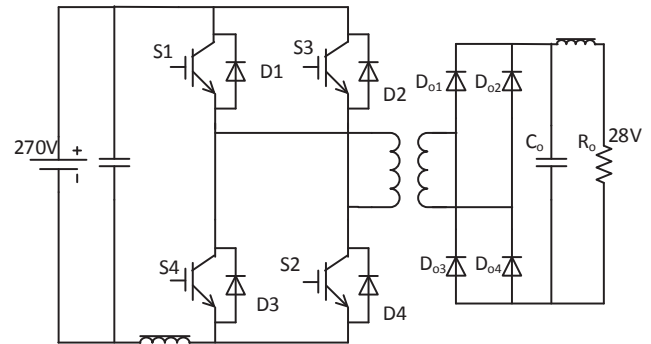 S1
D1
S3
D2
270V
+
-
Do1
Do2
Co
Ro
28V
S4
D3
S2
D4
Do3
Do4